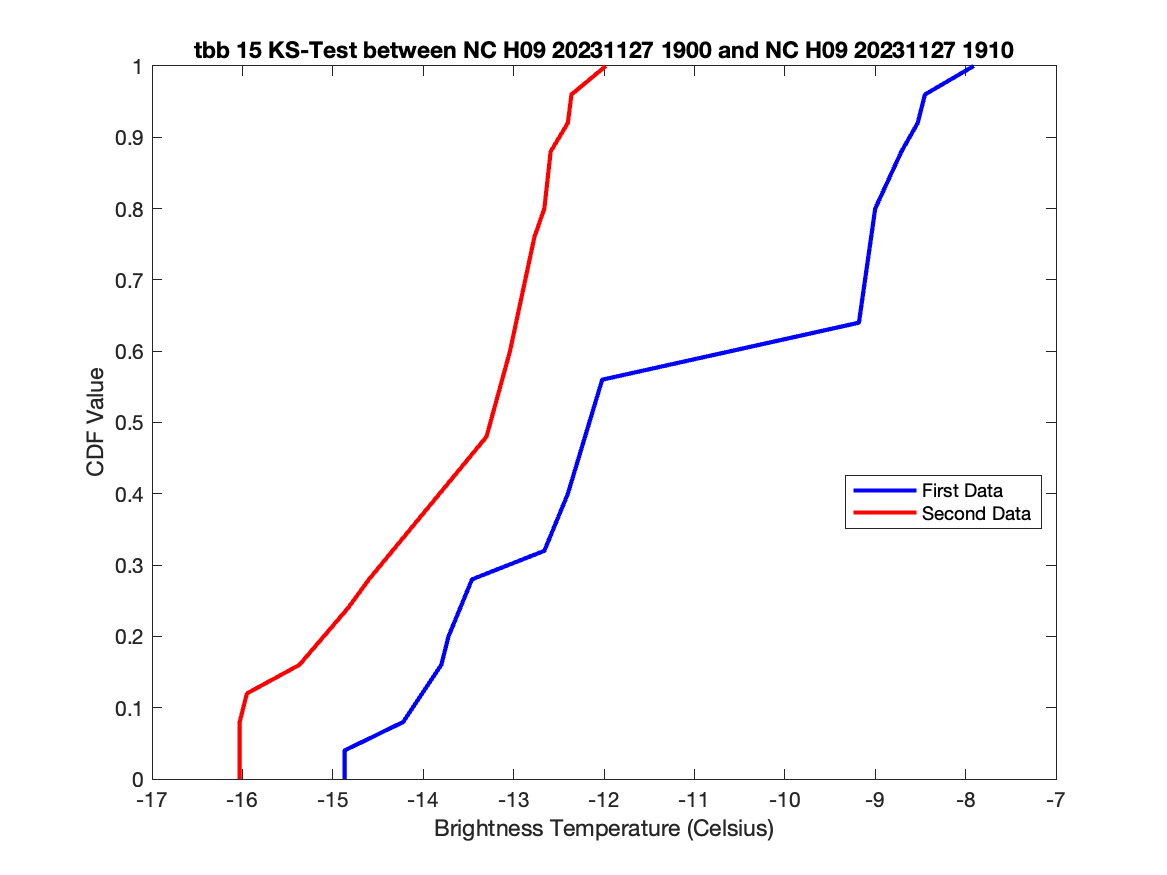 tbb 15 KS-Test between NC H09 20231127 1900 and NC H09 20231127 1910
1
0.9
0.8
0.7
0.6
0.5
0.4
0.3
0.2
0.1
0
CDF Value
First Data
Second Data
-17 -16 -15 -14 -13 -12 -11 -10 -9 -8 -7
Brightness Temperature (Celsius)